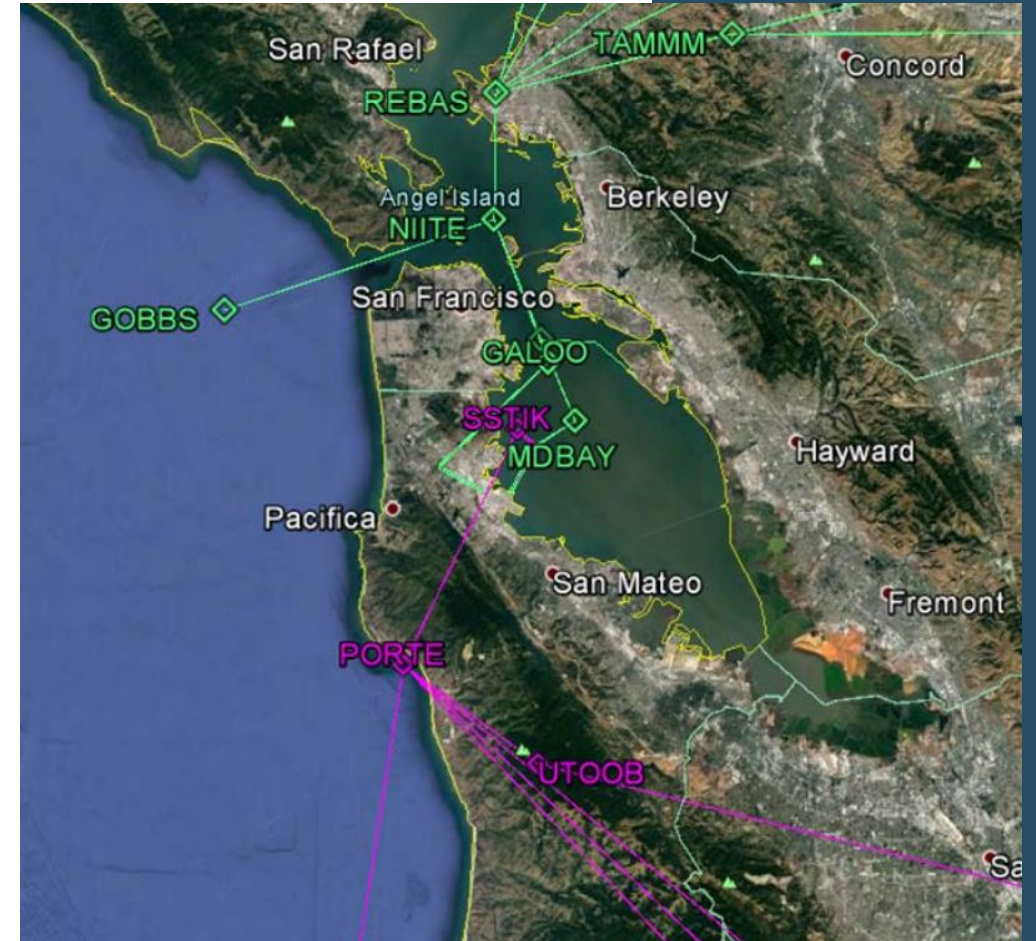 San Rafael
TAMMM
Concord
REBAS
Angel Island
Berkeley
NIITE
San Francisco
GOBBS
GALOO
SSTIK
MDBAY
Hayward
Pacifica
San Mateo
Fremont
PORTE
UTOOB
Sa